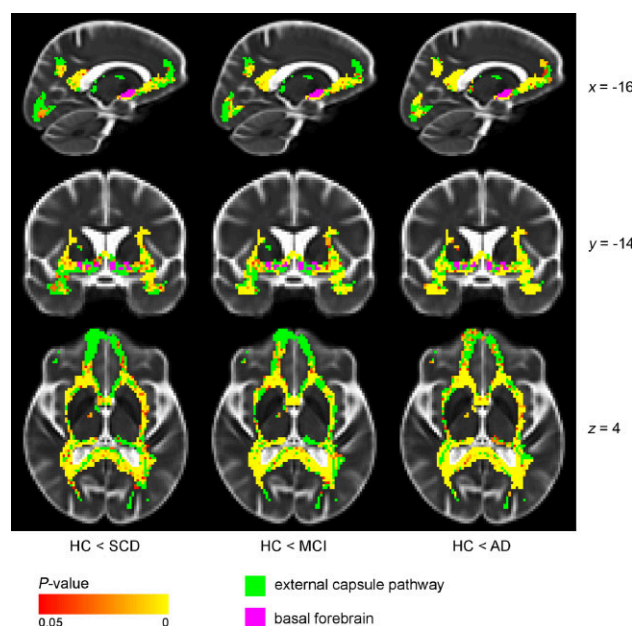 x = -16
y = -14
z = 4
HC < SCD HC < MCI HC < AD
P-value
0.05 0
external capsule pathway
basal forebrain